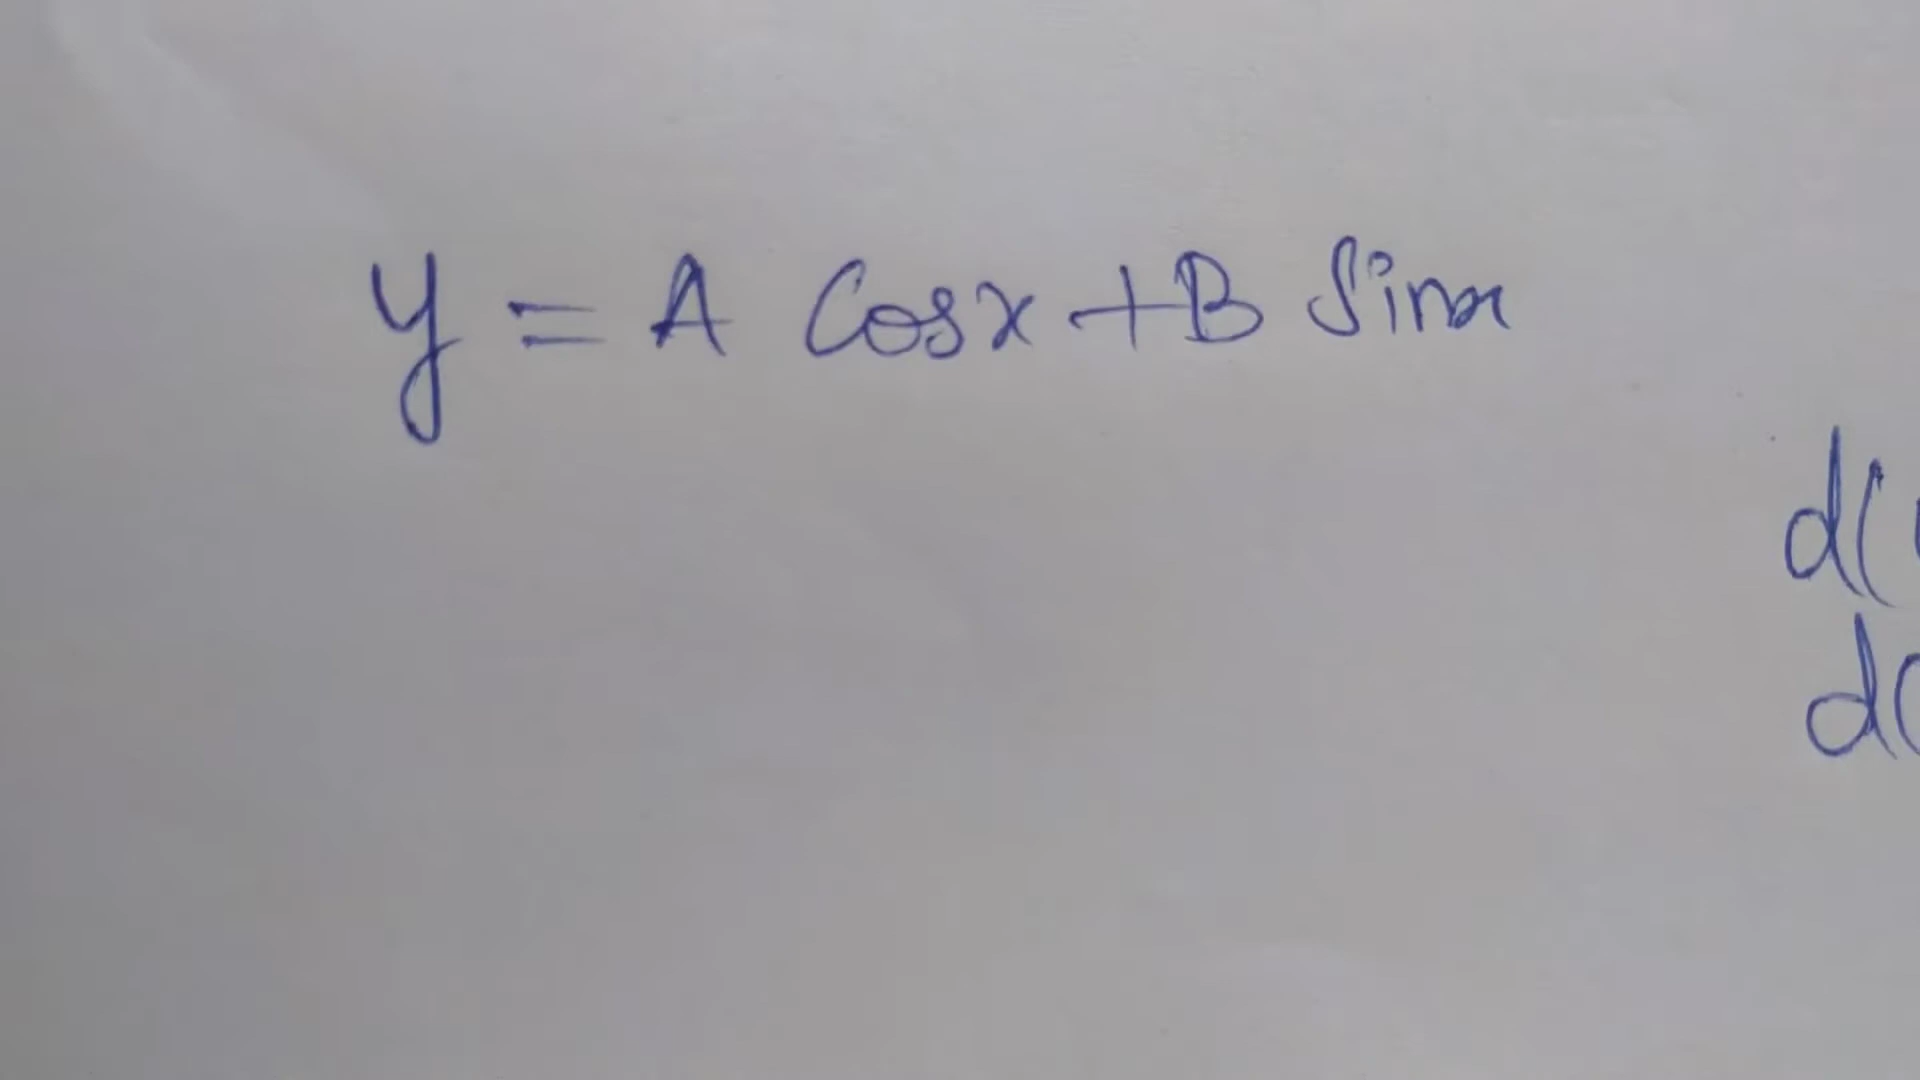 y = A Cosx + B Sinx
d(
d(